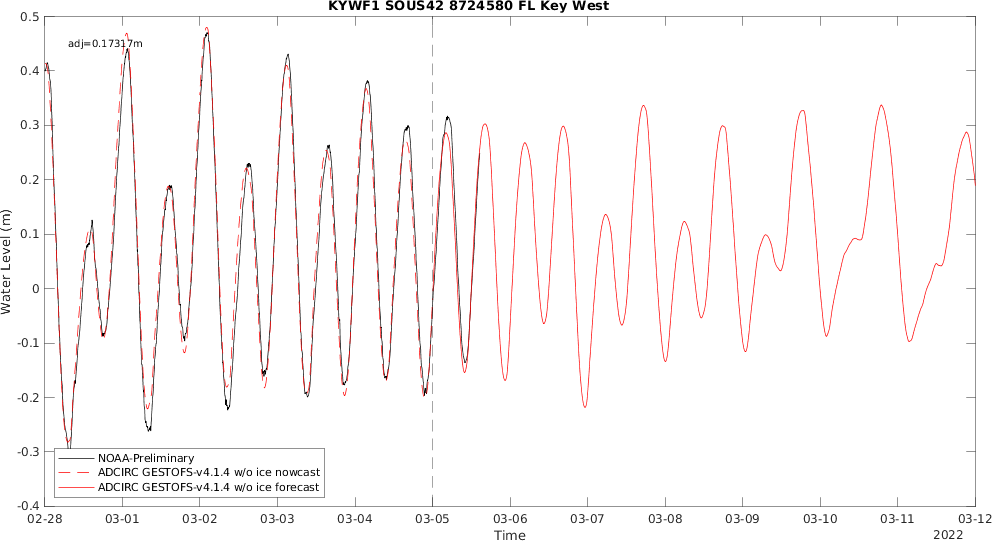 KYWF1 SOUS42 8724580 FL Key West
0.5
adj=0.17317m
0.4
0.3
0.2
0.1
0
-0.1
-0.2
-0.3
-0.4
Water Level (m)
NOAA-Preliminary
ADCIRC GESTOFS-v4.1.4 w/o ice nowcast
ADCIRC GESTOFS-v4.1.4 w/o ice forecast
02-28 03-01 03-02 03-03 03-04 03-05 03-06 03-07 03-08 03-09 03-10 03-11 03-12
Time
2022